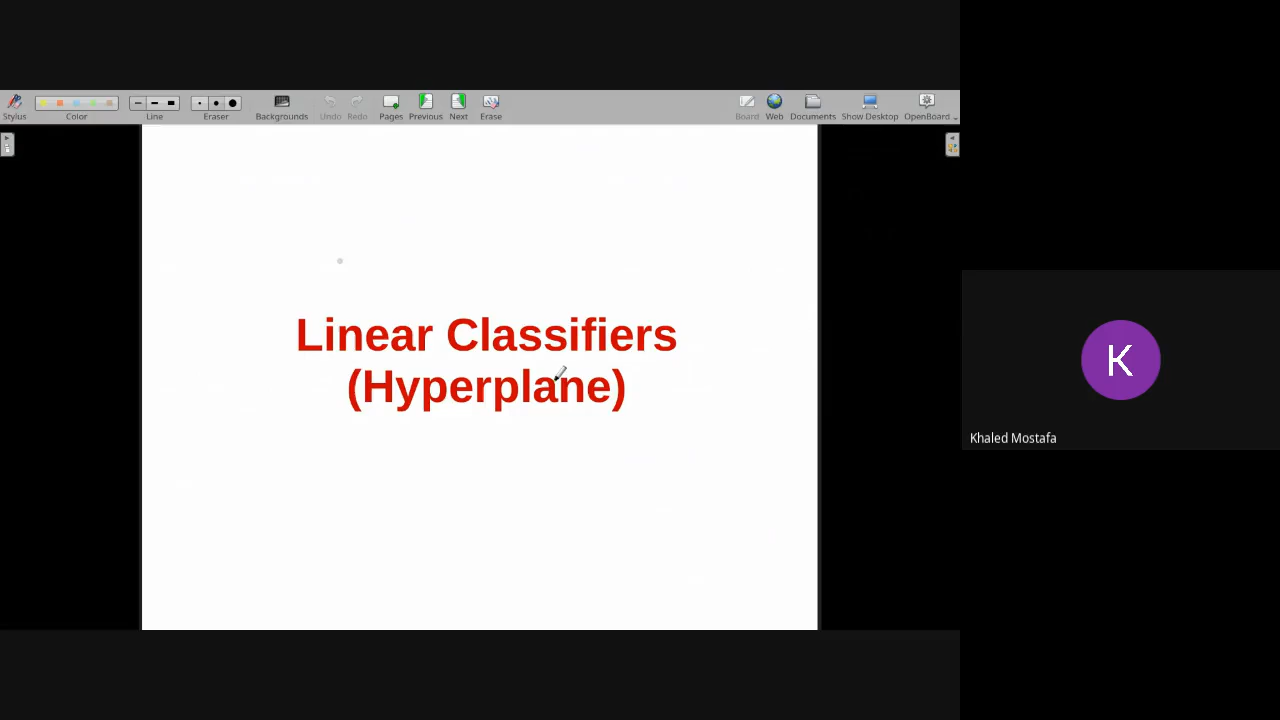 Stylus Color Line Eraser Backgrounds Undo Redo Pages Previous Next Erase Board Web Documents Show Desktop OpenBoard
Linear Classifiers
(Hyperplane)
K
Khaled Mostafa